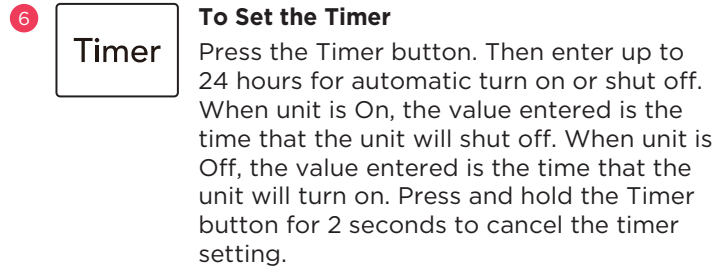 6
To Set the Timer
Timer
Press the Timer button. Then enter up to
24 hours for automatic turn on or shut off.
When unit is On, the value entered is the
time that the unit will shut off. When unit is
Off, the value entered is the time that the
unit will turn on. Press and hold the Timer
button for 2 seconds to cancel the timer
setting.